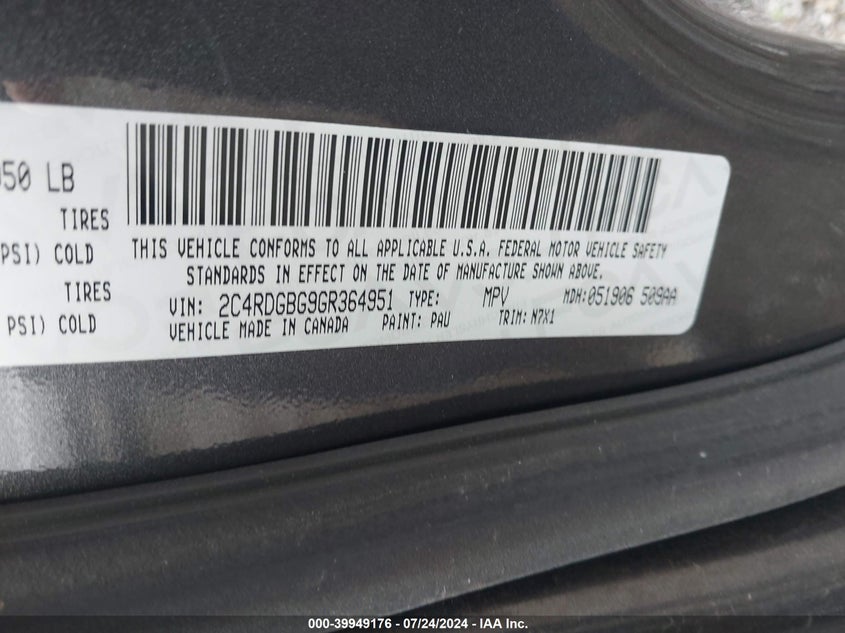 050 LB
TIRES
PSI) COLD
TIRES
PSI) COLD
THIS VEHICLE CONFORMS TO ALL APPLICABLE U.S.A. FEDERAL MOTOR VEHICLE SAFETY
STANDARDS IN EFFECT ON THE DATE OF MANUFACTURE SHOWN ABOVE.
VIN: 2C4RDGBG9GR364951 TYPE: MPV MDH:051906 509AA
VEHICLE MADE IN CANADA PAINT: PAU TRIM: N7X1
000-39949176 - 07/24/2024 - IAA Inc.